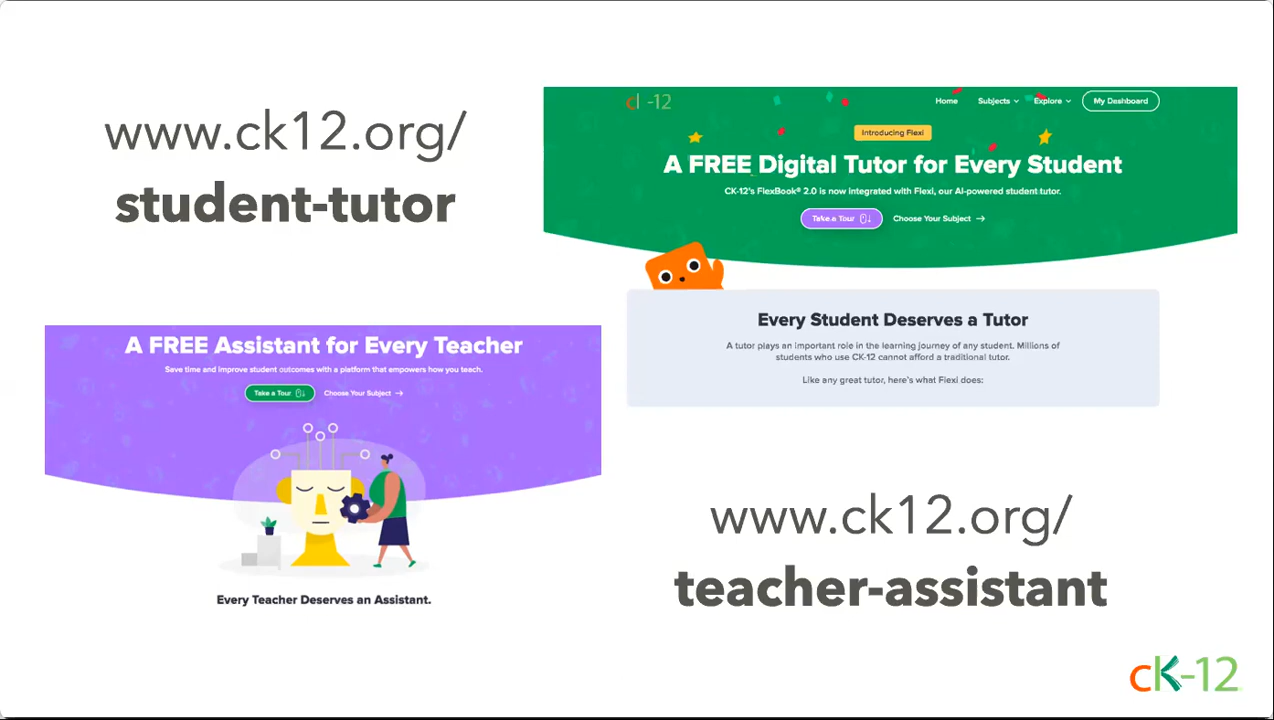 www.ck12.org/
student-tutor
cK-12
Home
Subjects
Explore
My Dashboard
Introducing Flexi
A FREE Digital Tutor for Every Student
CK-12's FlexBook® 2.0 is now integrated with Flexi, our AI-powered student tutor.
Take a Tour
Choose Your Subject →
Every Student Deserves a Tutor
A tutor plays an important role in the learning journey of any student. Millions of
students who use CK-12 cannot afford a traditional tutor.
Like any great tutor, here's what Flexi does:
A FREE Assistant for Every Teacher
Save time and improve student outcomes with a platform that empowers how you teach.
Take a Tour
Choose Your Subject →
Every Teacher Deserves an Assistant.
www.ck12.org/
teacher-assistant
cK-12